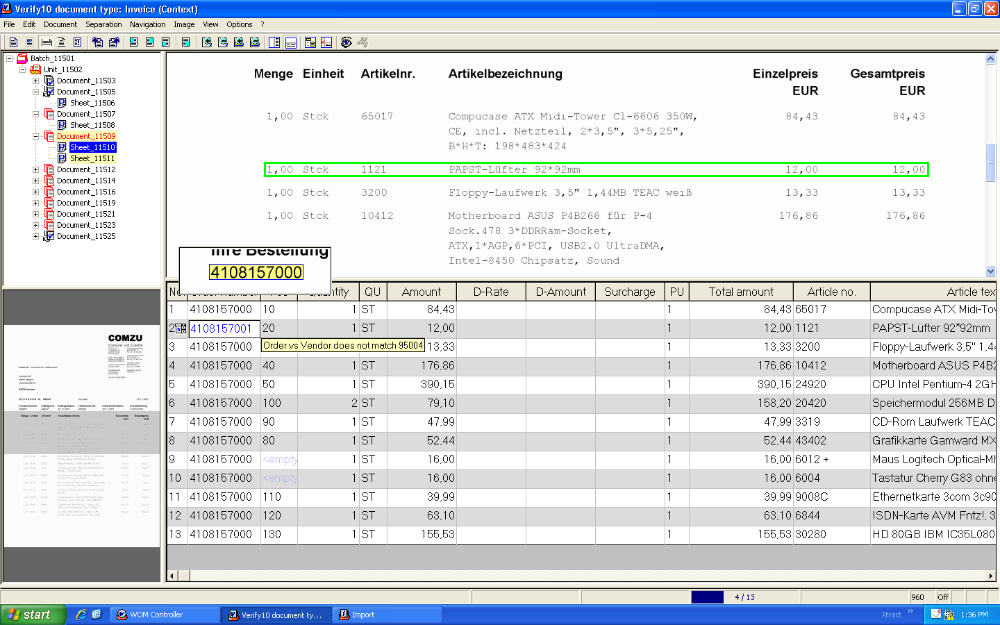 Verify10 document type: Invoice (Context)
File Edit Document Separation Navigation Image View Options ?
Batch_11501
Unit_11502
Document_11503
Document_11505
Sheet_11506
Document_11507
Sheet_11508
Document_11509
Sheet_11510
Sheet_11511
Document_11512
Document_11514
Document_11516
Document_11519
Document_11521
Document_11523
Document_11525
Menge Einheit Artikelnr. Artikelbezeichnung Einzelpreis Gesamtpreis
EUR EUR
1,00 Stck 65017 Compucase ATX Midi-Tower Cl-6606 350W, 84,43 84,43
CE, incl. Netzteil, 2*3,5", 3*5,25",
B*H*T: 198*483*424
1,00 Stck 1121 PAPST-Lüfter 92*92mm 12,00 12,00
1,00 Stck 3200 Floppy-Laufwerk 3,5" 1,44MB TEAC weiß 13,33 13,33
1,00 Stck 10412 Motherboard ASUS P4B266 für P-4 176,86 176,86
Sock.478 3*DDRRam-Socket,
ATX,1*AGP,6*PCI, USB2.0 UltraDMA,
Intel-8450 Chipsatz, Sound
Ihre Bestellung
4108157000
COMZU
Computer und Zubehör
QU Amount D-Rate D-Amount Surcharge PU Total amount Article no. Article tex
1 4108157000 10 1 ST 84,43 1 84,43 65017 Compucase ATX Midi-Tow
2 4108157001 20 1 ST 12,00 1 12,00 1121 PAPST-Lüfter 92*92mm
Order vs Vendor does not match 95004
3 4108157000 13,33 1 13,33 3200 Floppy-Laufwerk 3,5" 1,44
4 4108157000 40 1 ST 176,86 1 176,86 10412 Motherboard ASUS P4B2
5 4108157000 50 1 ST 390,15 1 390,15 24920 CPU Intel Pentium-4 2GH
6 4108157000 100 2 ST 79,10 1 158,20 20420 Speichermodul 256MB D
7 4108157000 90 1 ST 47,99 1 47,99 3319 CD-Rom Laufwerk TEAC
8 4108157000 80 1 ST 52,44 1 52,44 43402 Grafikkarte Gamward MX
9 4108157000 <empty 1 ST 16,00 1 16,00 6012 + Maus Logitech Optical-Mt
10 4108157000 <empty 1 ST 16,00 1 16,00 6004 Tastatur Cherry G83 ohne
11 4108157000 110 1 ST 39,99 1 39,99 9008C Ethernetkarte 3com 3c90
12 4108157000 120 1 ST 63,10 1 63,10 6844 ISDN-Karte AVM Fntz!, 3
13 4108157000 130 1 ST 155,53 1 155,53 30280 HD 80GB IBM IC35L080
4 / 13 960 Off
start WOM Controller Verify10 document ty... Import Xtract » 1:36 PM